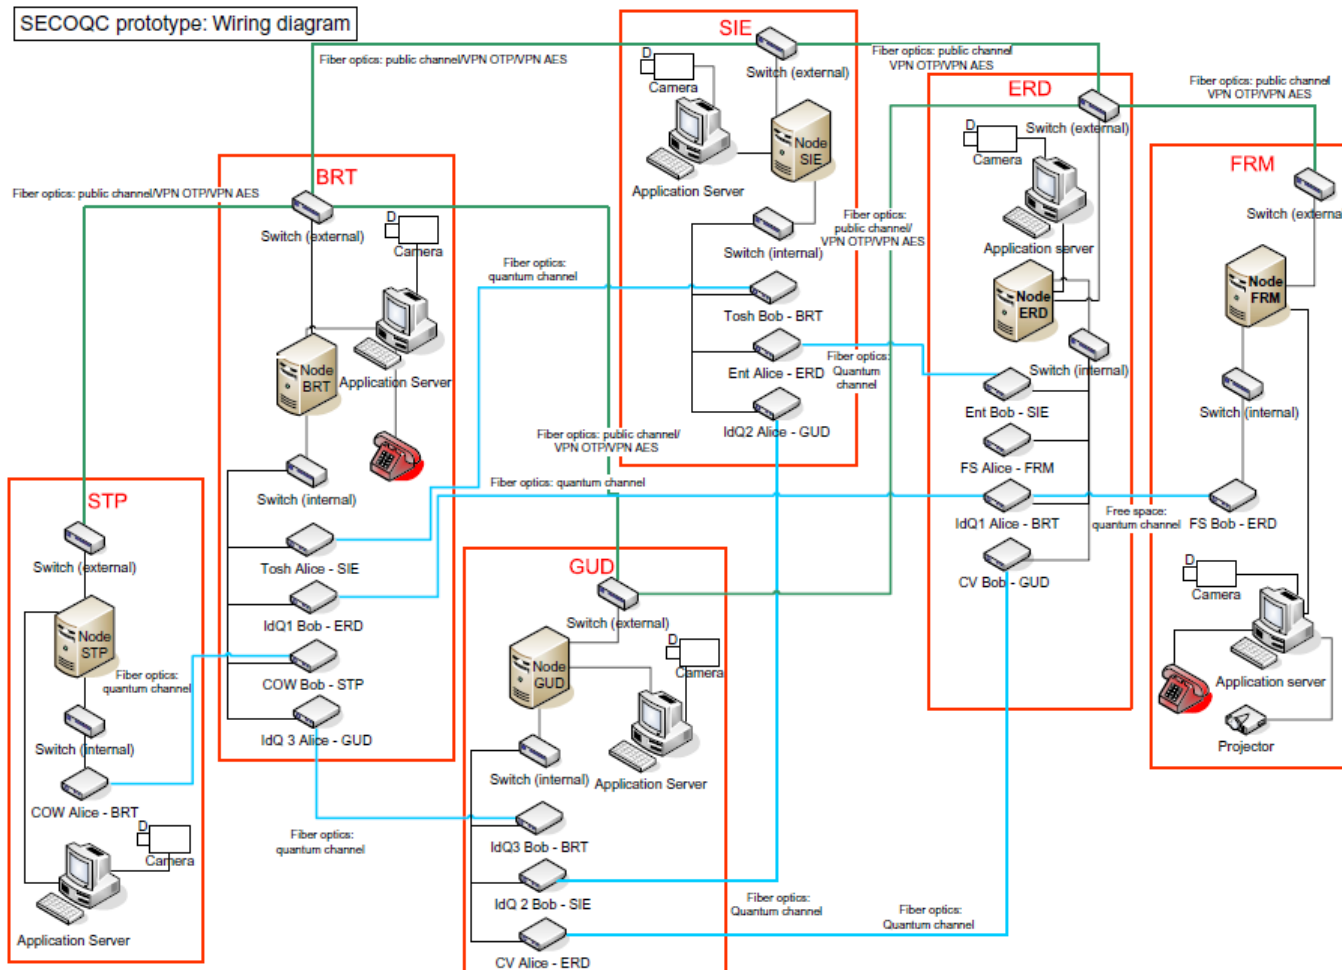 SECOQC prototype: Wiring diagram
SIE
Fiber optics: public channel/VPN OTP/VPN AES
Switch (external)
Fiber optics: public channel/
VPN OTP/VPN AES
D
Camera
Node
SIE
Application Server
Switch (internal)
Tosh Bob - BRT
Ent Alice - ERD
IdQ2 Alice - GUD
ERD
Switch (external)
Fiber optics: public channel
VPN OTP/VPN AES
D
Camera
Application server
Node
ERD
Switch (internal)
Ent Bob - SIE
FS Alice - FRM
IdQ1 Alice - BRT
CV Bob - GUD
FRM
Switch (externa
Node
FRM
Switch (internal)
FS Bob - ERD
Free space:
quantum channel
D
Camera
Application server
Projector
BRT
Fiber optics: public channel/VPN OTP/VPN AES
Switch (external)
D
Camera
Node
BRT
Application Server
Switch (internal)
Tosh Alice - SIE
IdQ1 Bob - ERD
COW Bob - STP
IdQ 3 Alice - GUD
Fiber optics:
quantum channel
Fiber optics:
public channel/
VPN OTP/VPN AES
Fiber optics:
Quantum
channel
Fiber optics: public channel/
VPN OTP/VPN AES
Fiber optics: quantum channel
STP
Switch (external)
Node
STP
Fiber optics:
quantum channel
Switch (internal)
COW Alice - BRT
D
Camera
Application Server
GUD
Switch (external)
Node
GUD
D
Camera
Switch (internal)
Application Server
IdQ3 Bob - BRT
IdQ 2 Bob - SIE
CV Alice - ERD
Fiber optics:
quantum channel
Fiber optics:
Quantum channel
Fiber optics:
Quantum channel